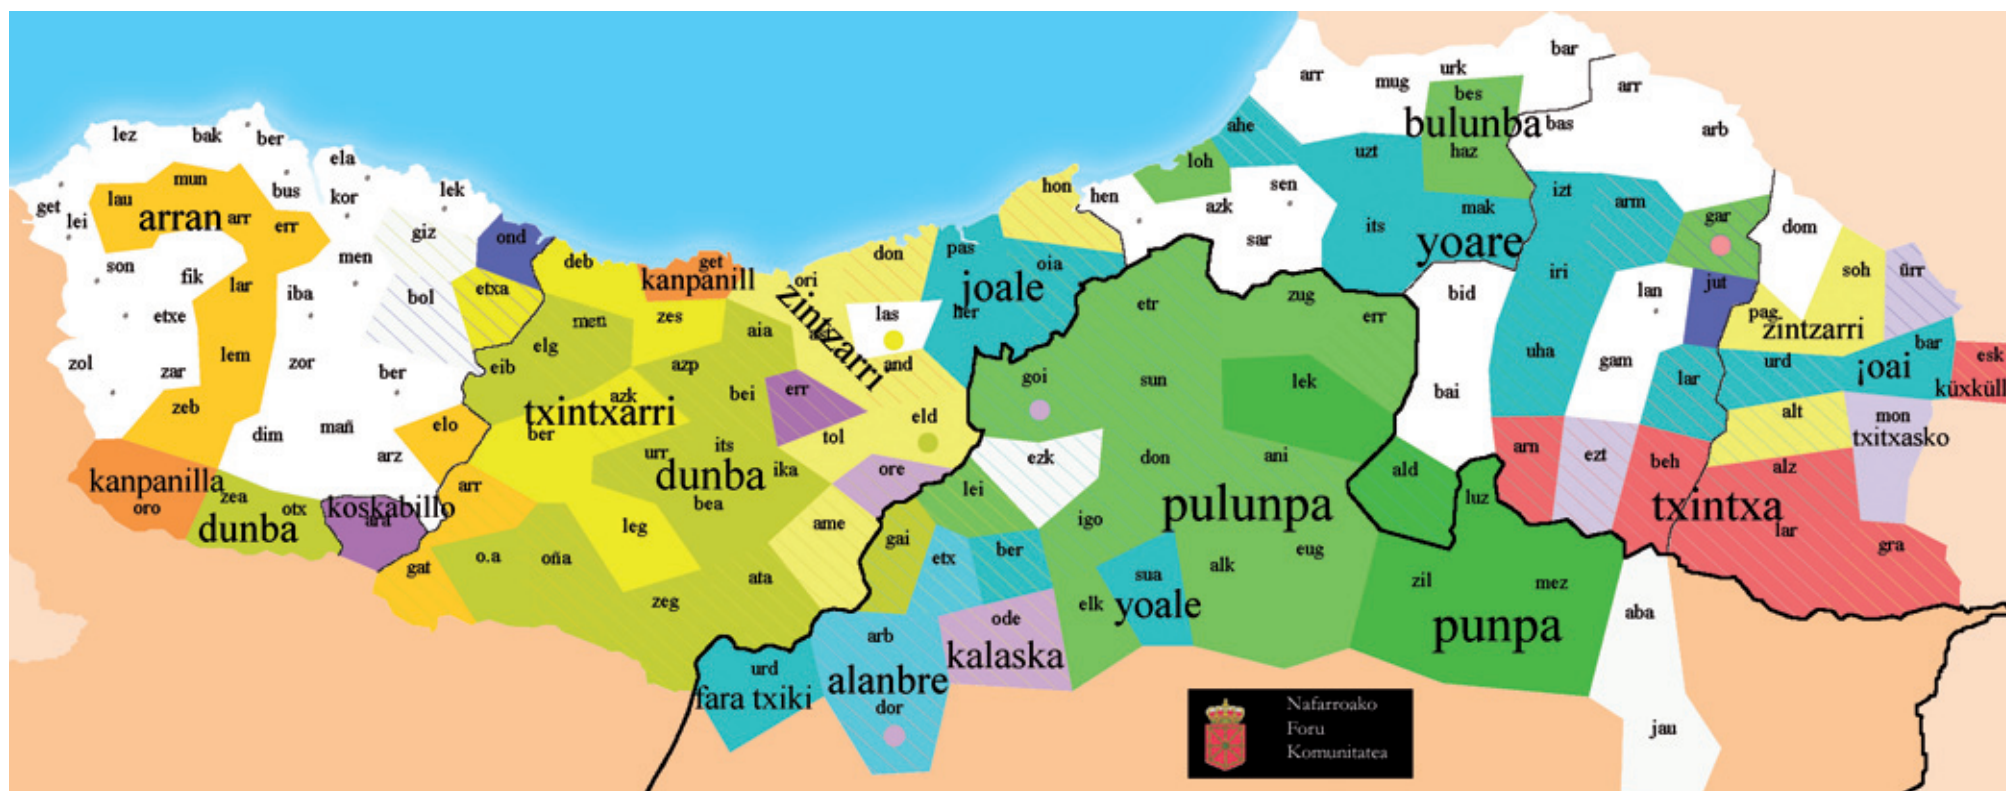 bar
arr
mug
urk
arr
bes
lez
bak
ber
ahe
bulunba
bas
arb
ela
uzt
haz
loh
mun
bus
kor
lek
hon
hen
sen
izt
lau
get
lei
arran
arr
err
giz
ond
azk
mak
arm
gar
dom
its
yoare
sar
son
fik
men
deb
get
kanpanill
ori
don
pas
oia
joale
iri
soh
ürr
lar
iba
bol
etxa
zintzarri
her
etr
zug
err
bid
lan
jut
pag
zintzarri
etxe
men
zes
aia
las
elg
zol
zar
lem
zor
ber
eib
azp
and
goi
sun
lek
uha
gam
lar
urd
bar
joai
esk
küxküll
zeb
bei
err
bai
azk
txintxarri
ber
dim
mañ
elo
eld
tol
alt
mon
txitxasko
arz
urr
its
ika
dunba
bea
ore
ezk
don
ani
ald
arn
ezt
beh
alz
kanpanilla
oro
zea
otx
dunba
koskabillo
ara
arr
lei
igo
pulunpa
luz
txintxa
lar
gra
leg
ame
gai
etx
ber
eug
gat
o.a
oña
ata
zeg
sua
yoale
alk
elk
zil
mez
punpa
aba
arb
ode
kalaska
urd
fara txiki
alanbre
dor
jau
Nafarroako
Foru
Komunitatea